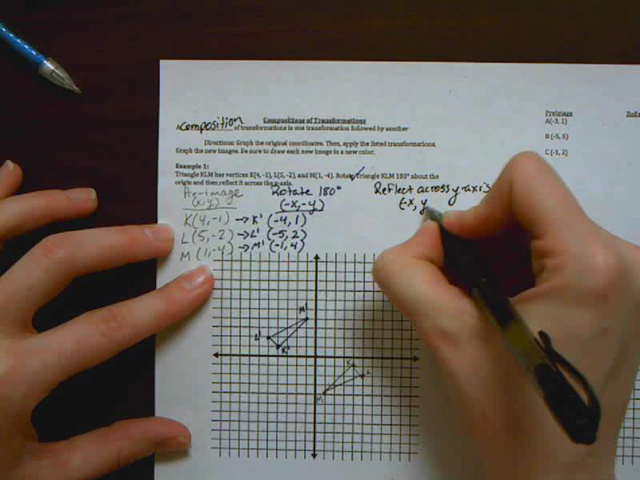 Compositions of Transformations
A composition of transformations is one transformation followed by another
Directions: Graph the original coordinates. Then, apply the listed transformations.
Graph the new images. Be sure to draw each new image in a new color.
Example 1:
Triangle KLM has vertices K(4, -1), L(5, -2), and M(1, -4). Rotate Triangle KLM 180° about the
origin and then reflect it across the y-axis.
Pre-image
(x,y)
K(4,-1)
L(5,-2)
M(1,-4)
Rotate 180°
(-x,-y)
→ K' (-4, 1)
→ L' (-5, 2)
→ M' (-1, 4)
Reflect across y-axis
(-x, y
Preimage
A(-3, 1)
B(-5, 5)
C(-1, 2)
M'
L'
K'
K
L
M